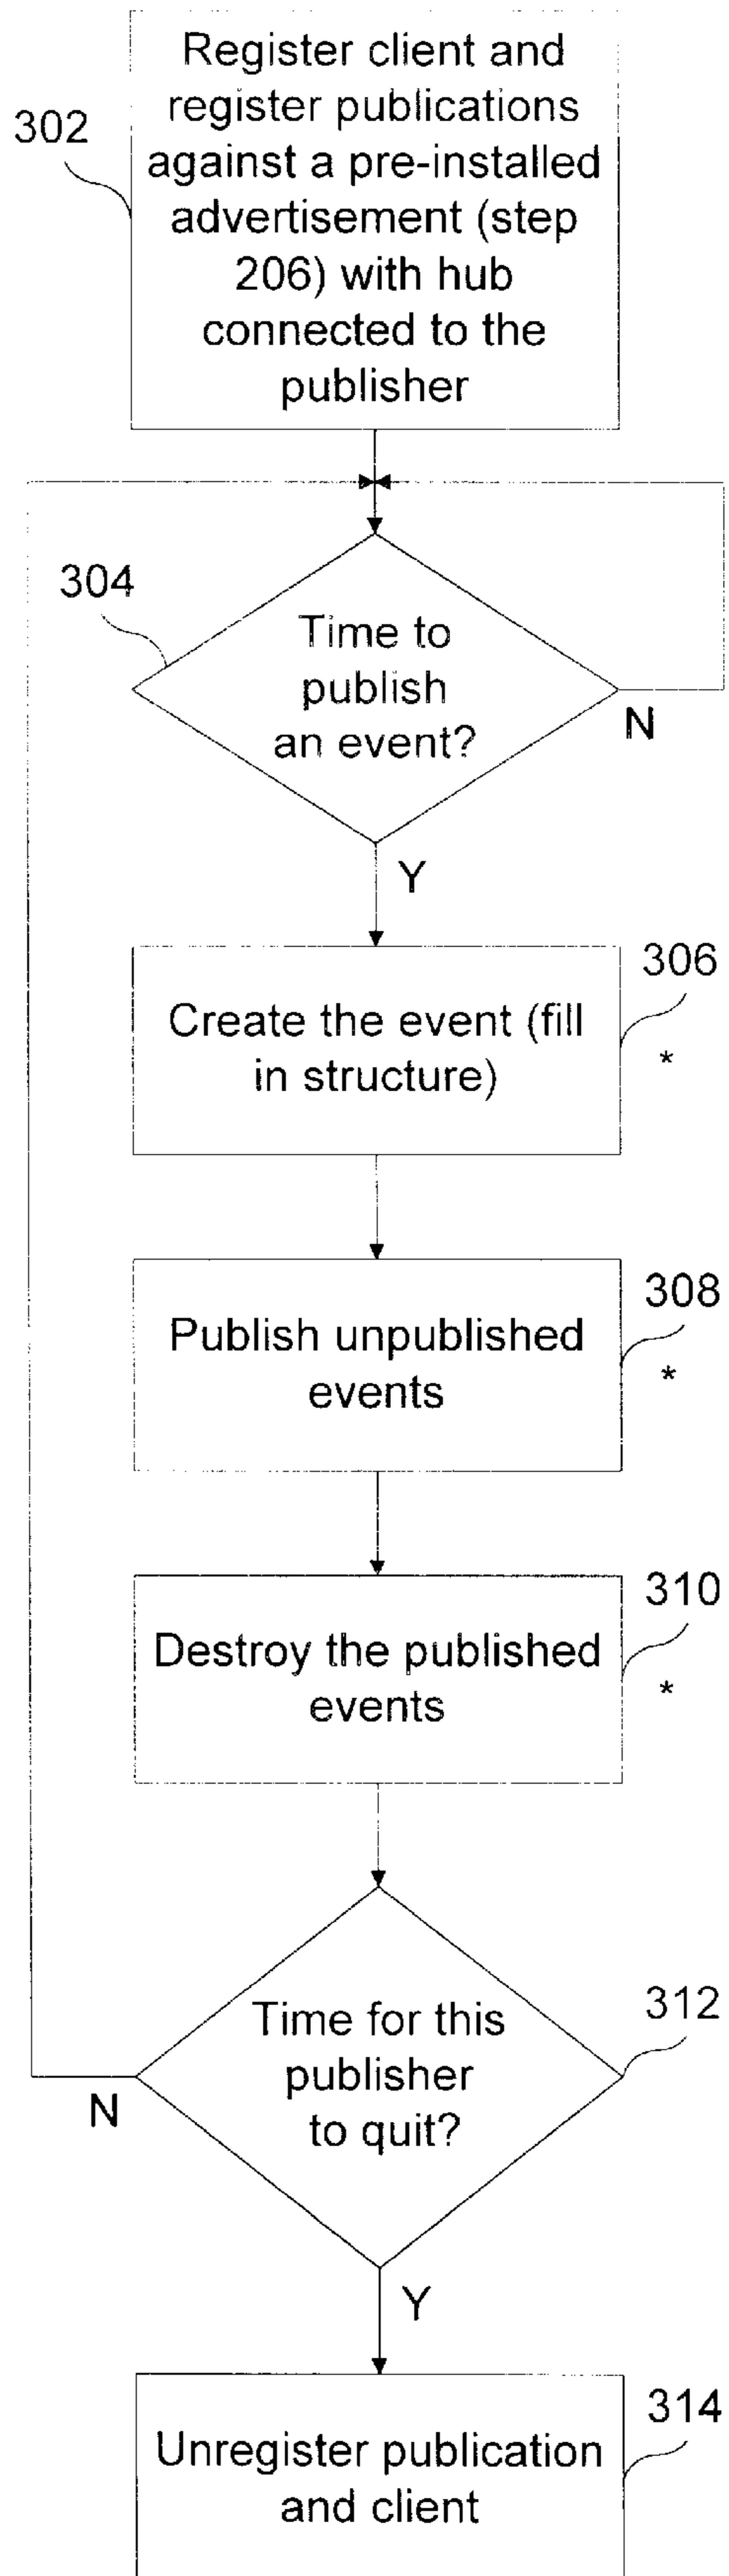 Register client and
register publications
against a pre-installed
advertisement (step
206) with hub
connected to the
publisher
302
304
Time to
publish
an event?
N
Y
306
Create the event (fill
in structure)
*
308
Publish unpublished
events
*
310
Destroy the published
events
*
312
Time for this
publisher
to quit?
N
Y
314
Unregister publication
and client